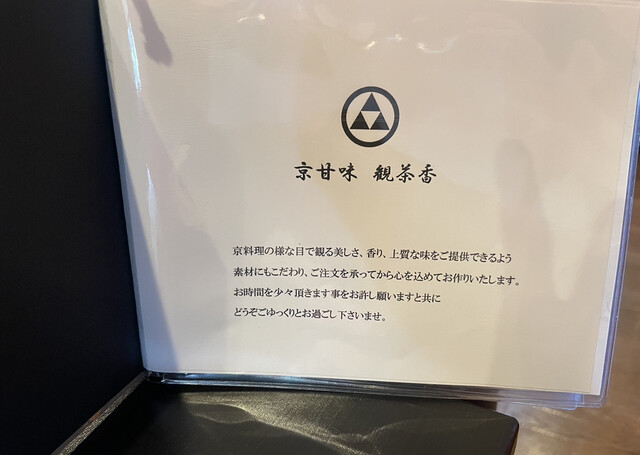 京甘味 観茶香
京料理の様な目で観る美しさ、香り、上質な味をご提供できるよう
素材にもこだわり、ご注文を承ってから心を込めてお作りいたします。
お時間を少々頂きます事をお許し願いますと共に
どうぞごゆっくりとお過ごし下さいませ。